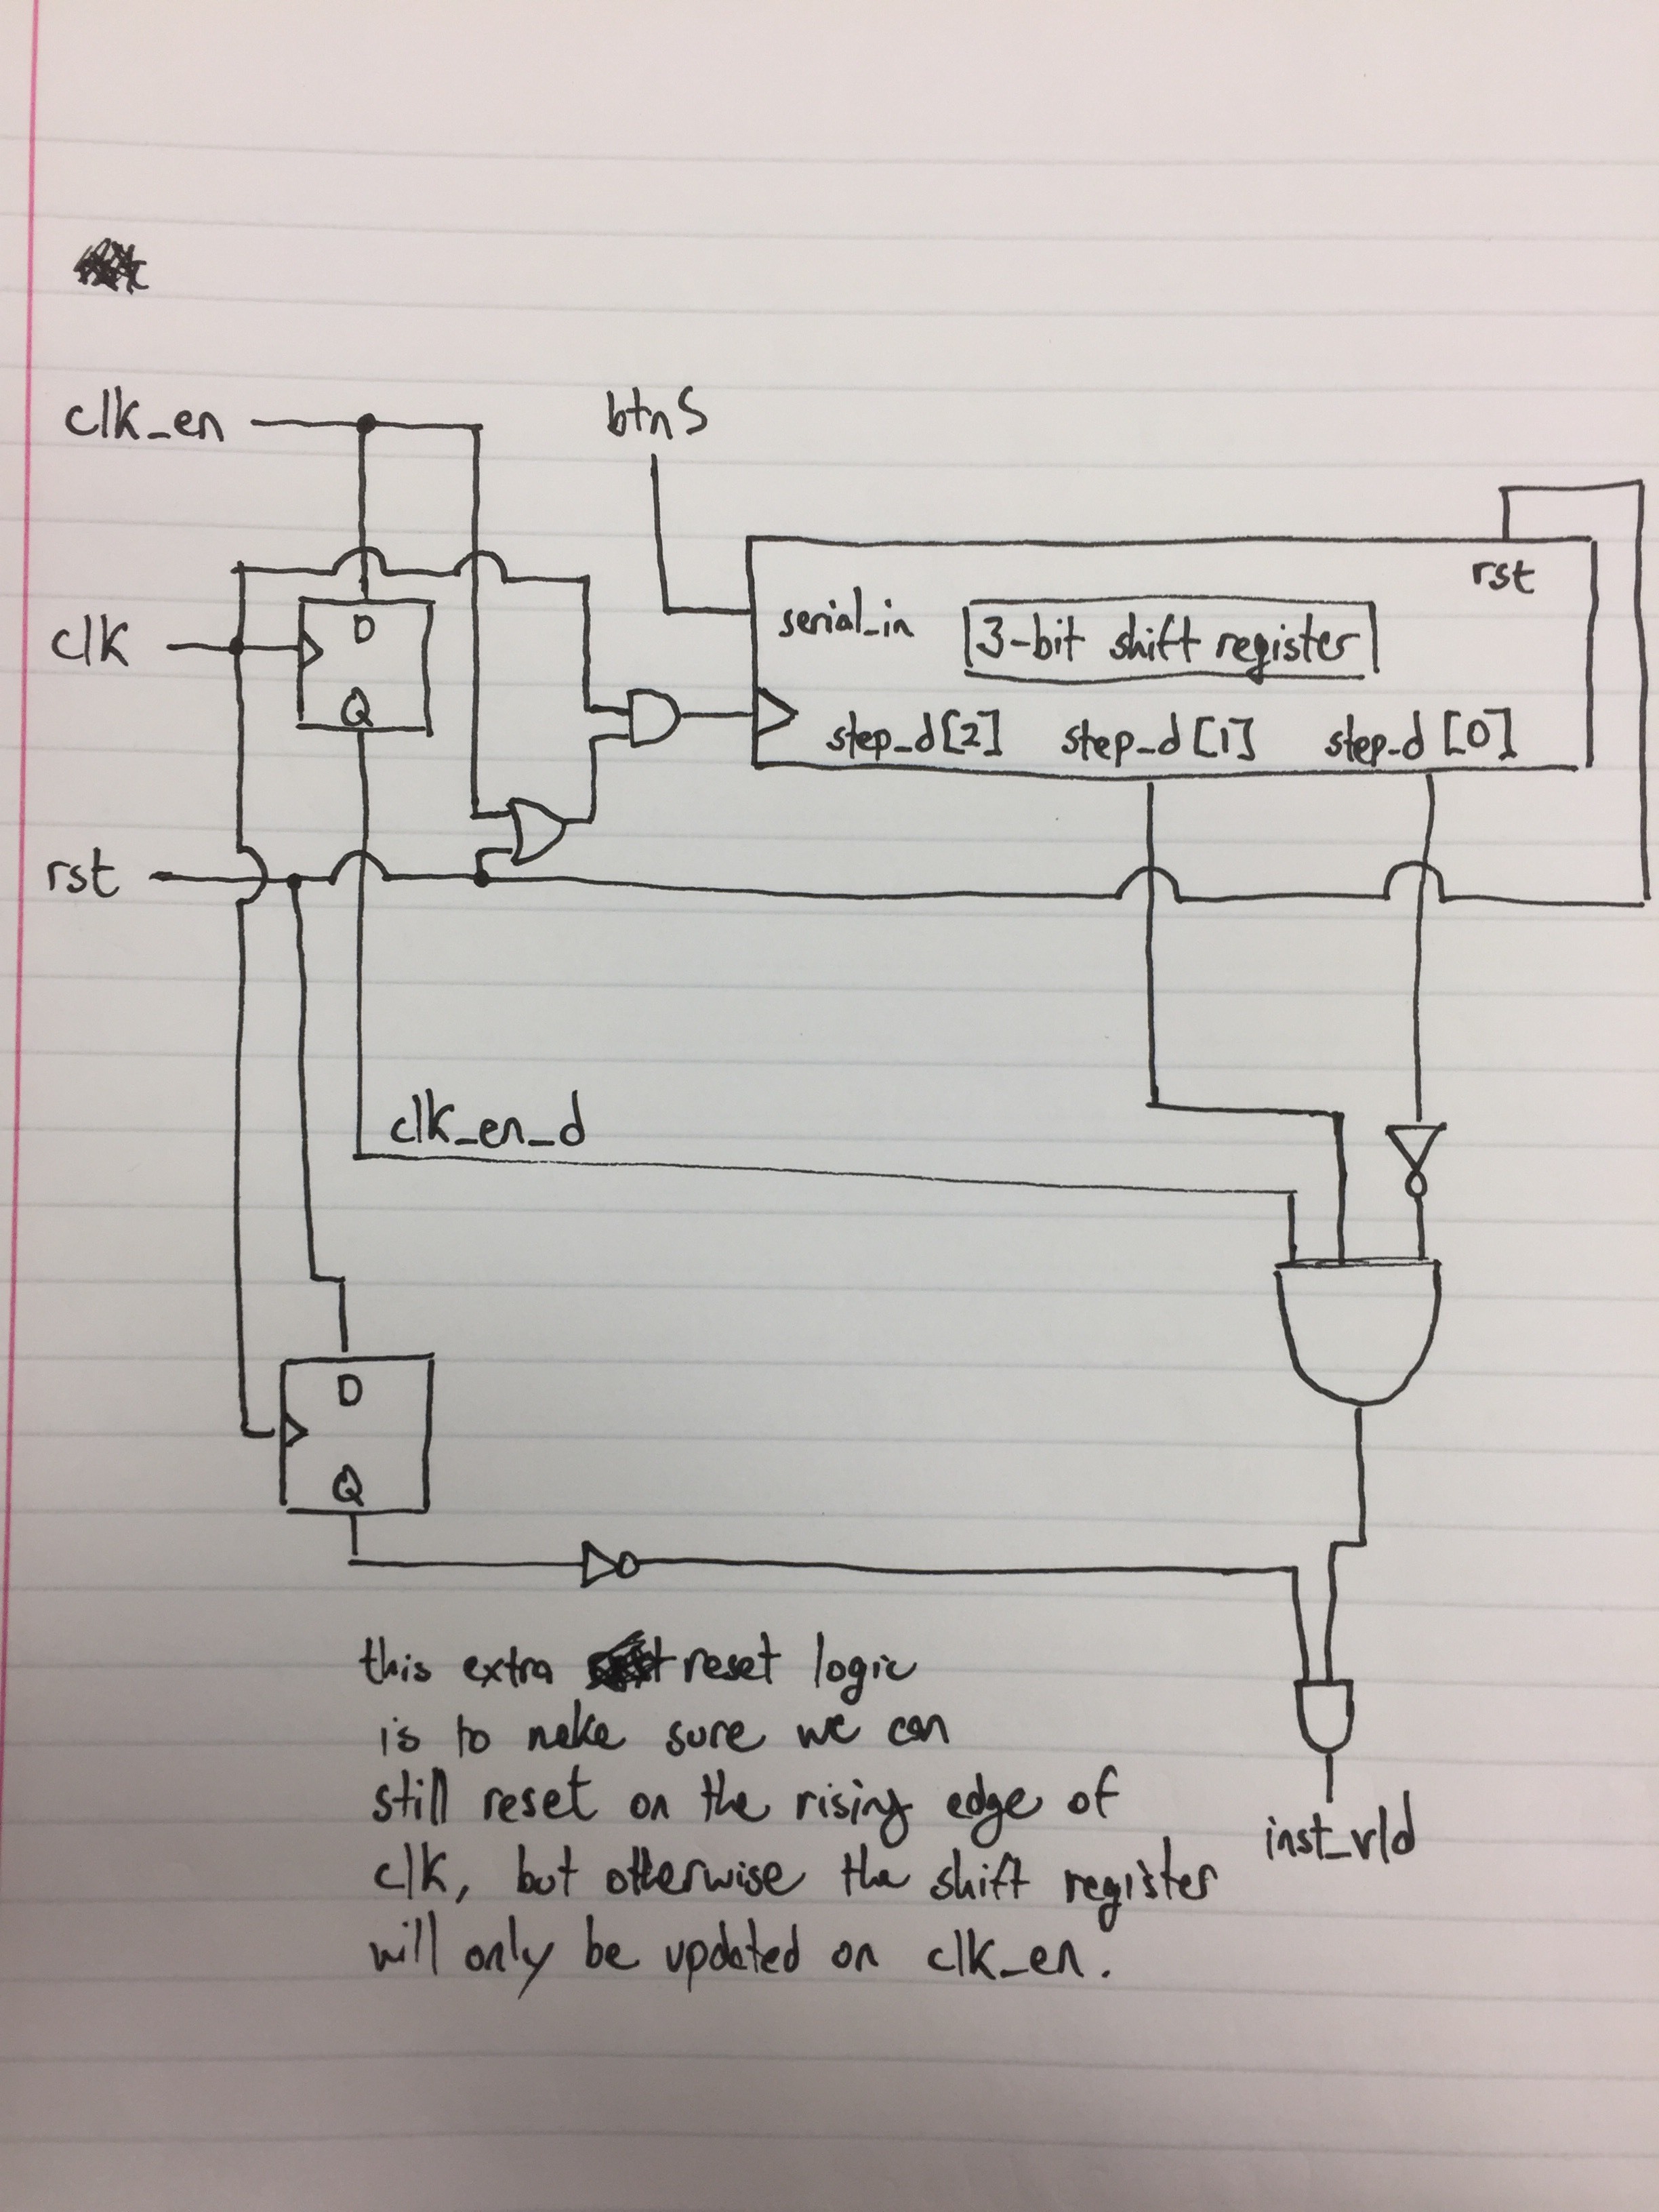 clk_en
btnS
rst
serial_in
3-bit shift register
clk
D
Q
step_d[2] step_d[1] step_d[0]
rst
clk_en_d
D
Q
this extra reset logic
is to make sure we can
still reset on the rising edge of
clk, but otherwise the shift register
will only be updated on clk_en.
inst_vld